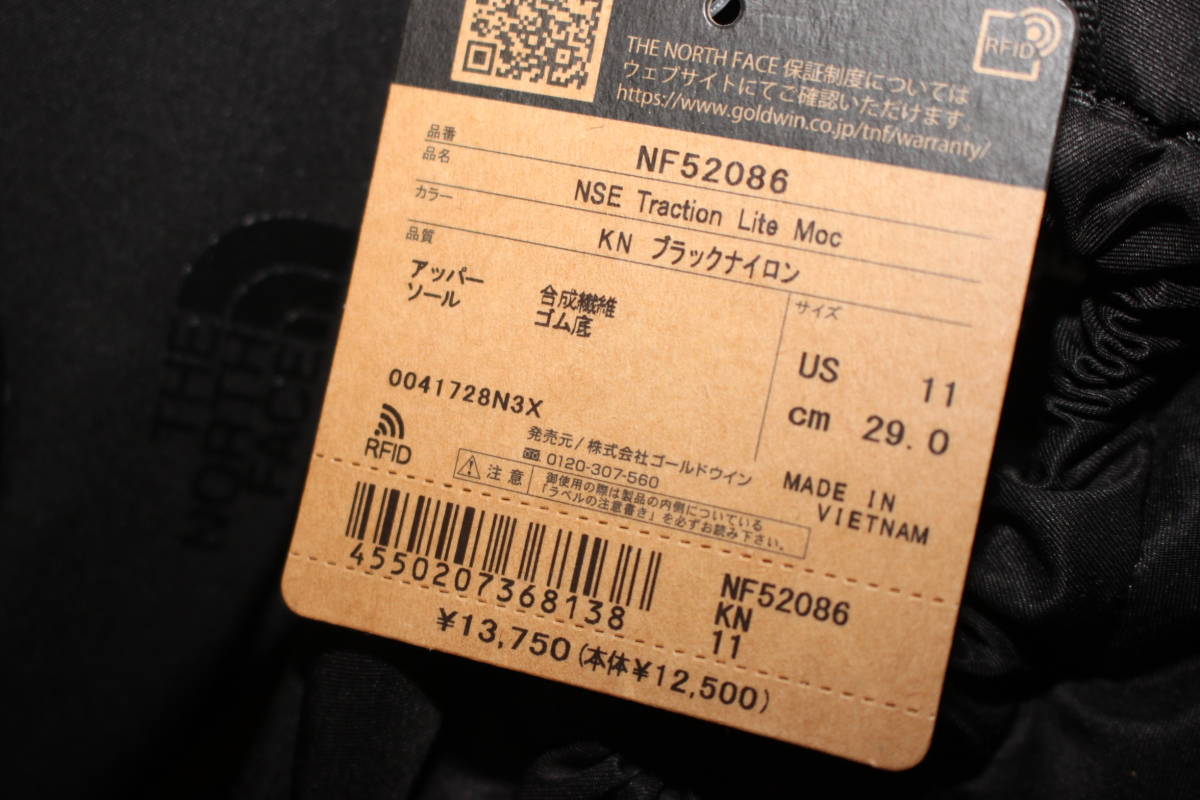 THE NORTH FACE 保証制度については
ウェブサイトにてご確認いただけます。
https://www.goldwin.co.jp/tnf/warranty/
RFID
品番 NF52086
品名 NSE Traction Lite Moc
カラー KN ブラックナイロン
品質
アッパー 合成繊維
ソール ゴム底
サイズ
US 11
cm 29.0
0041728N3X
RFID
発売元/株式会社ゴールドウイン
0120-307-560
注意 御使用の際は製品の内側についている
「ラベルの注意書き」を必ずお読み下さい。
MADE IN
VIETNAM
4550207368138
NF52086
KN
11
¥13,750(本体¥12,500)
THE
NORTH
FACE